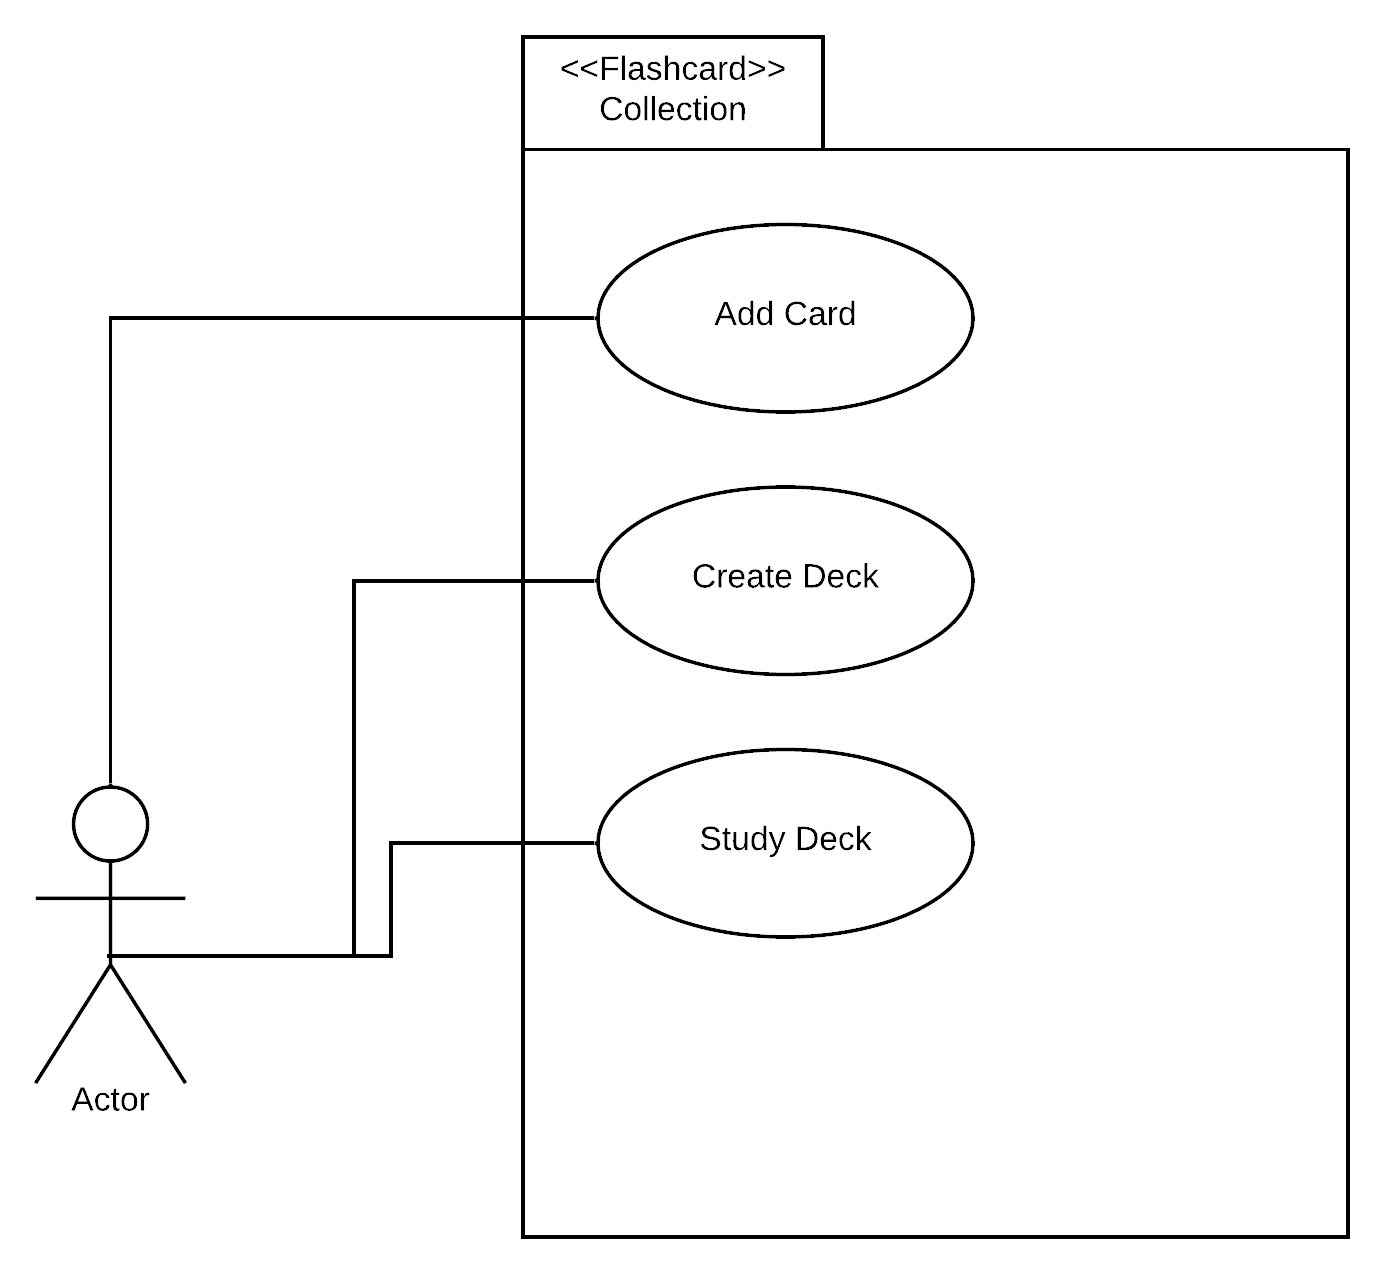 <<Flashcard>>
Collection
Add Card
Create Deck
Study Deck
Actor